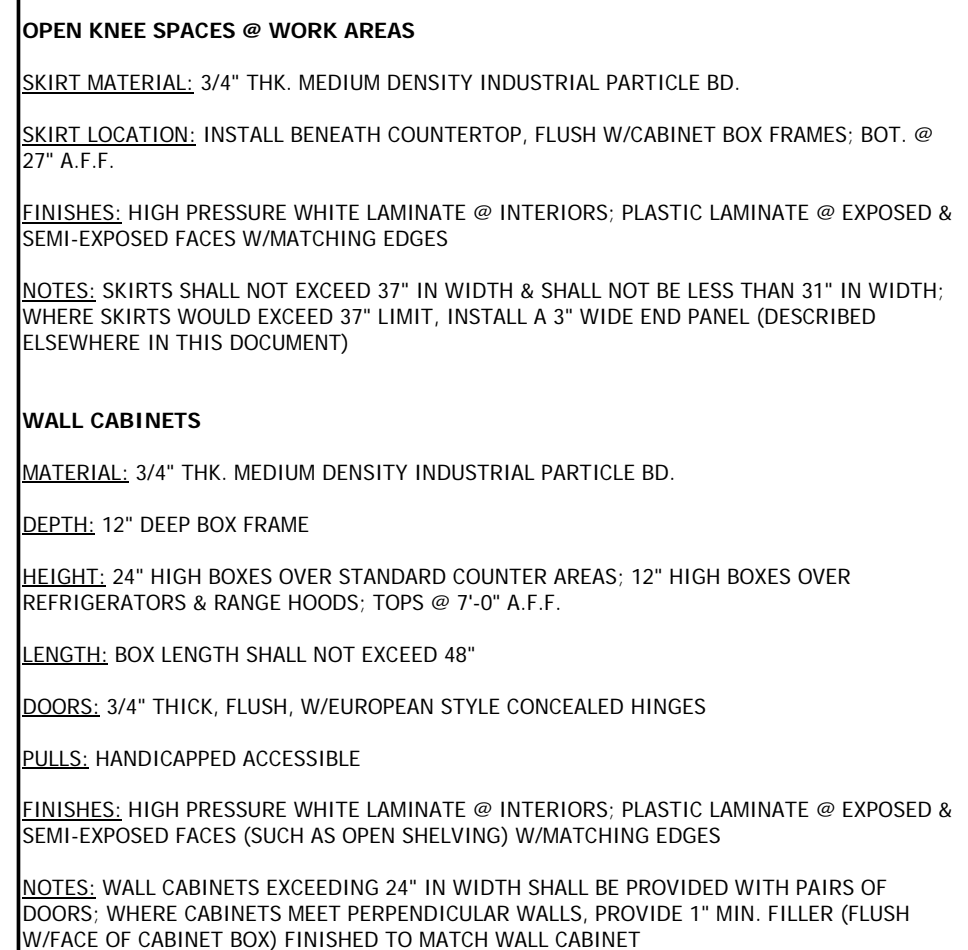 OPEN KNEE SPACES @ WORK AREAS
SKIRT MATERIAL: 3/4" THK. MEDIUM DENSITY INDUSTRIAL PARTICLE BD.
SKIRT LOCATION: INSTALL BENEATH COUNTERTOP, FLUSH W/CABINET BOX FRAMES; BOT. @
27" A.F.F.
FINISHES: HIGH PRESSURE WHITE LAMINATE @ INTERIORS; PLASTIC LAMINATE @ EXPOSED &
SEMI-EXPOSED FACES W/MATCHING EDGES
NOTES: SKIRTS SHALL NOT EXCEED 37" IN WIDTH & SHALL NOT BE LESS THAN 31" IN WIDTH;
WHERE SKIRTS WOULD EXCEED 37" LIMIT, INSTALL A 3" WIDE END PANEL (DESCRIBED
ELSEWHERE IN THIS DOCUMENT)
WALL CABINETS
MATERIAL: 3/4" THK. MEDIUM DENSITY INDUSTRIAL PARTICLE BD.
DEPTH: 12" DEEP BOX FRAME
HEIGHT: 24" HIGH BOXES OVER STANDARD COUNTER AREAS; 12" HIGH BOXES OVER
REFRIGERATORS & RANGE HOODS; TOPS @ 7'-0" A.F.F.
LENGTH: BOX LENGTH SHALL NOT EXCEED 48"
DOORS: 3/4" THICK, FLUSH, W/EUROPEAN STYLE CONCEALED HINGES
PULLS: HANDICAPPED ACCESSIBLE
FINISHES: HIGH PRESSURE WHITE LAMINATE @ INTERIORS; PLASTIC LAMINATE @ EXPOSED &
SEMI-EXPOSED FACES (SUCH AS OPEN SHELVING) W/MATCHING EDGES
NOTES: WALL CABINETS EXCEEDING 24" IN WIDTH SHALL BE PROVIDED WITH PAIRS OF
DOORS; WHERE CABINETS MEET PERPENDICULAR WALLS, PROVIDE 1" MIN. FILLER (FLUSH
W/FACE OF CABINET BOX) FINISHED TO MATCH WALL CABINET